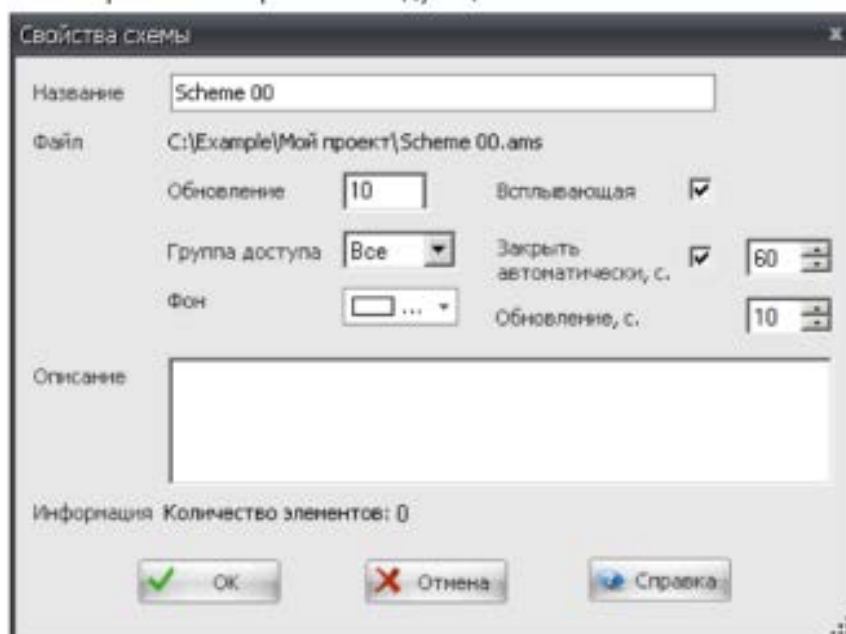 Свойства схемы
Название Scheme 00
Файл C:\Example\Мой проект\Scheme 00.ams
Обновление 10 Всплывающая
Группа доступа Все Закрыть автоматически, с. 60
Фон ... Обновление, с. 10
Описание
Информация Количество элементов: 0
ОК Отмена Справка